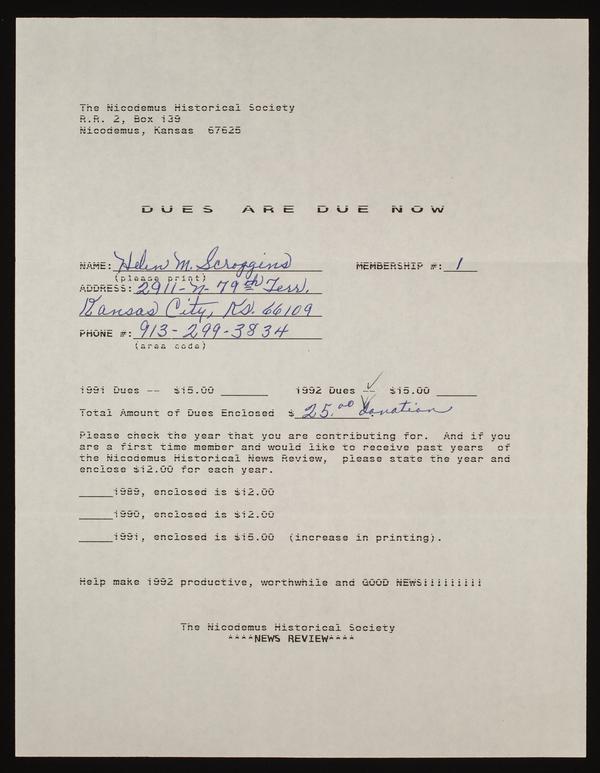 The Nicodemus Historical Society
R.R. 2, Box 139
Nicodemus, Kansas 67625
DUES ARE DUE NOW
NAME: Helen M. Scroggins MEMBERSHIP #: 1
(please print)
ADDRESS: 2911-N-79th Terr.
Kansas City, KS. 66109
PHONE #: 913-299-3834
(area code)
1991 Dues -- $15.00 ______ 1992 Dues -- $15.00 ______
Total Amount of Dues Enclosed $ 25.00 donation
Please check the year that you are contributing for. And if you
are a first time member and would like to receive past years of
the Nicodemus Historical News Review, please state the year and
enclose $12.00 for each year.
_____1989, enclosed is $12.00
_____1990, enclosed is $12.00
_____1991, enclosed is $15.00 (increase in printing).
Help make 1992 productive, worthwhile and GOOD NEWS!!!!!!!!!
The Nicodemus Historical Society
****NEWS REVIEW****